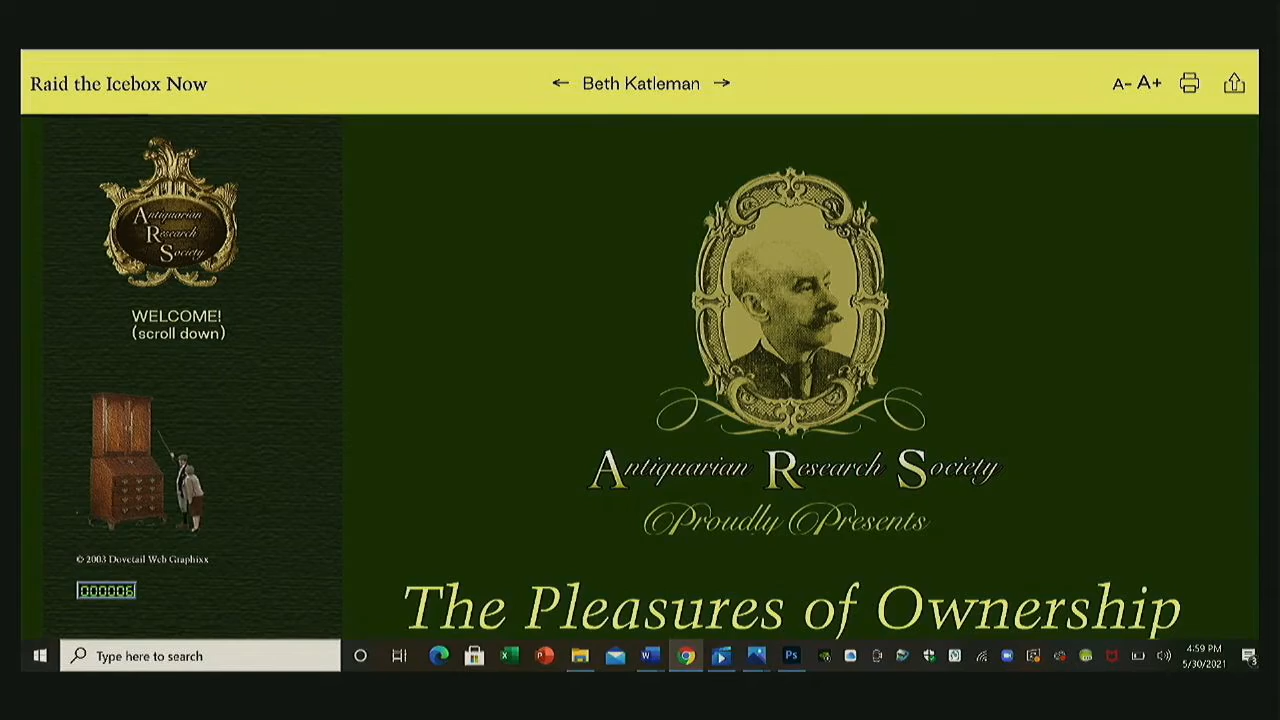 Raid the Icebox Now
← Beth Katleman →
A- A+
Antiquarian
Research
Society
WELCOME!
(scroll down)
© 2003 Dovetail Web Graphixx
000006
Antiquarian Research Society
Proudly Presents
The Pleasures of Ownership
Type here to search
4:59 PM
5/30/2021